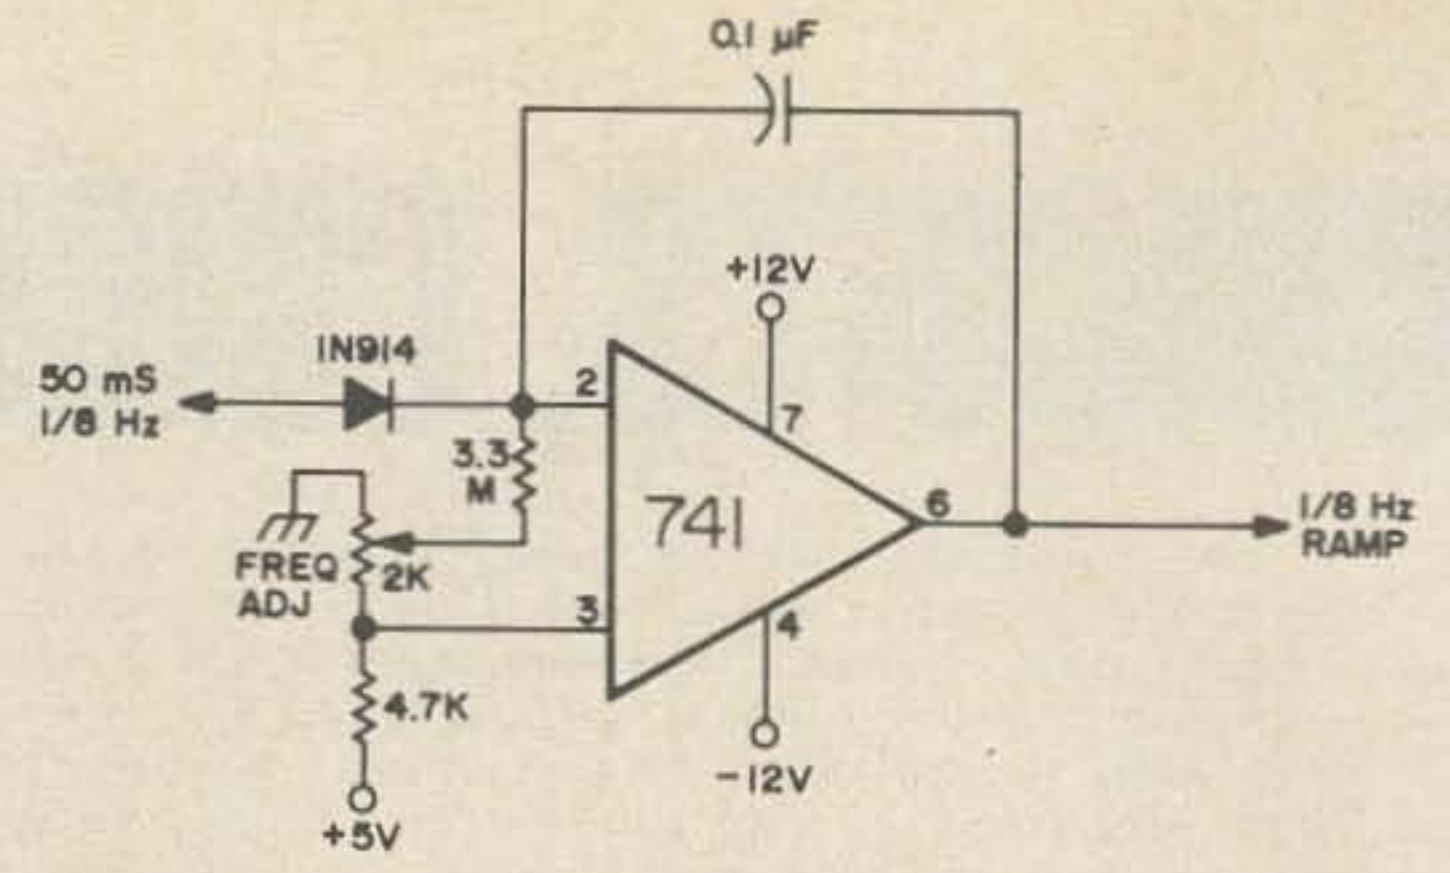 0.1 µF
+12V
1N914
50 mS
1/8 Hz
2
7
3.3
M
741
6
1/8 Hz
RAMP
FREQ
ADJ
2K
3
4
4.7K
-12V
+5V